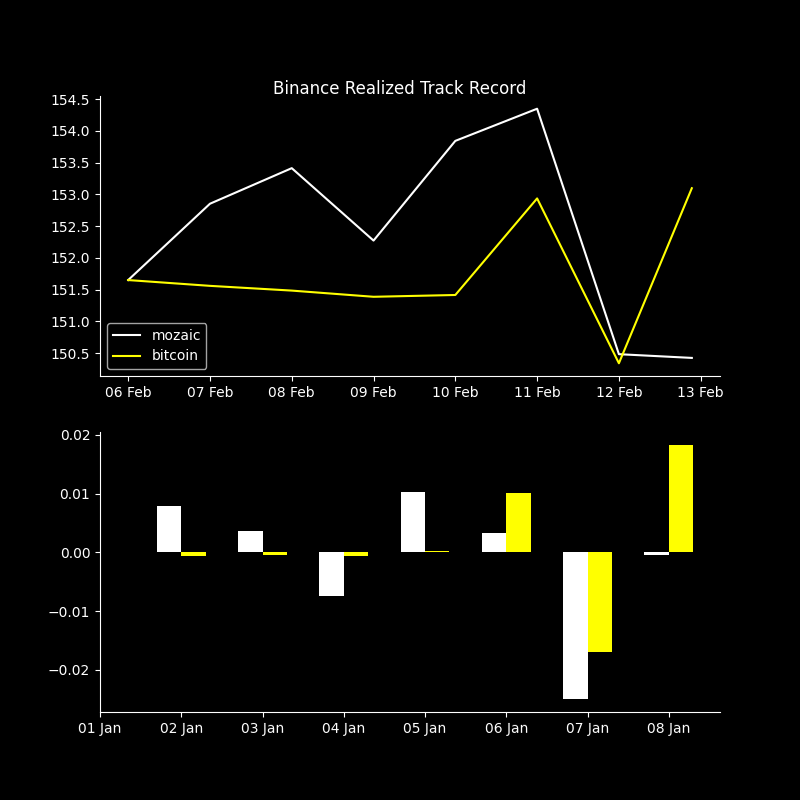 Binance Realized Track Record
154.5
154.0
153.5
153.0
152.5
152.0
151.5
151.0
150.5
mozaic
bitcoin
06 Feb 07 Feb 08 Feb 09 Feb 10 Feb 11 Feb 12 Feb 13 Feb
0.02
0.01
0.00
−0.01
−0.02
01 Jan 02 Jan 03 Jan 04 Jan 05 Jan 06 Jan 07 Jan 08 Jan